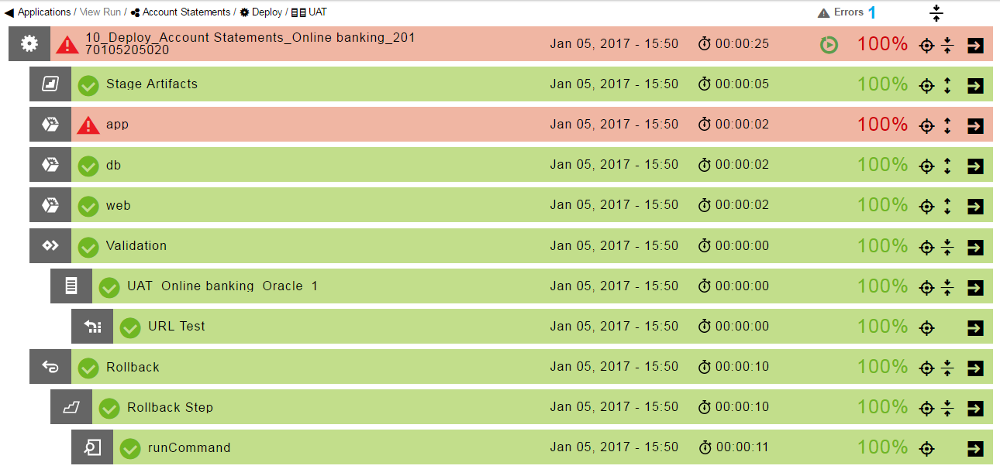 Applications / View Run / Account Statements / Deploy / UAT Errors 1
10_Deploy_Account Statements_Online banking_201
70105205020 Jan 05, 2017 - 15:50 00:00:25 100%
Stage Artifacts Jan 05, 2017 - 15:50 00:00:05 100%
app Jan 05, 2017 - 15:50 00:00:02 100%
db Jan 05, 2017 - 15:50 00:00:02 100%
web Jan 05, 2017 - 15:50 00:00:02 100%
Validation Jan 05, 2017 - 15:50 00:00:00 100%
UAT Online banking Oracle 1 Jan 05, 2017 - 15:50 00:00:00 100%
URL Test Jan 05, 2017 - 15:50 00:00:00 100%
Rollback Jan 05, 2017 - 15:50 00:00:10 100%
Rollback Step Jan 05, 2017 - 15:50 00:00:10 100%
runCommand Jan 05, 2017 - 15:50 00:00:11 100%